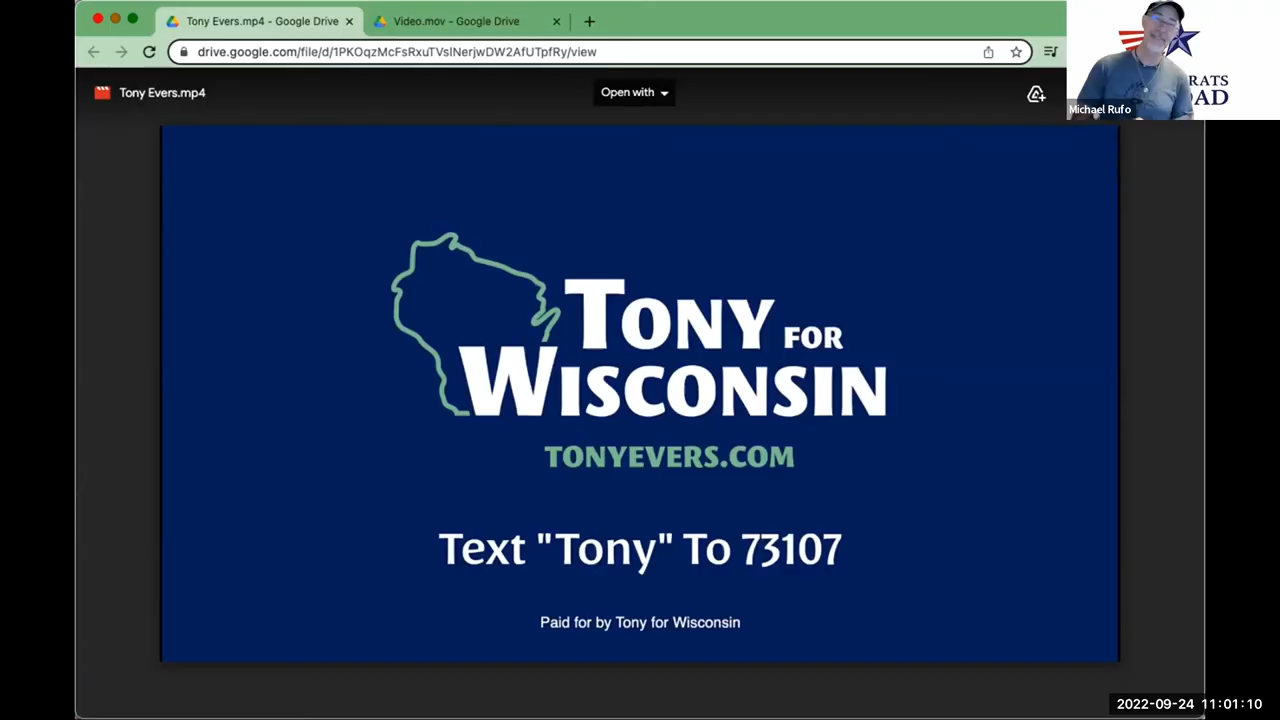 Tony Evers.mp4 - Google Drive
Video.mov - Google Drive
drive.google.com/file/d/1PKOqzMcFsRxuTVsINerjwDW2AfUTpfRy/view
Tony Evers.mp4
Open with
RATS
AD
Michael Rufo
TONY FOR
WISCONSIN
TONYEVERS.COM
Text "Tony" To 73107
Paid for by Tony for Wisconsin
2022-09-24 11:01:10